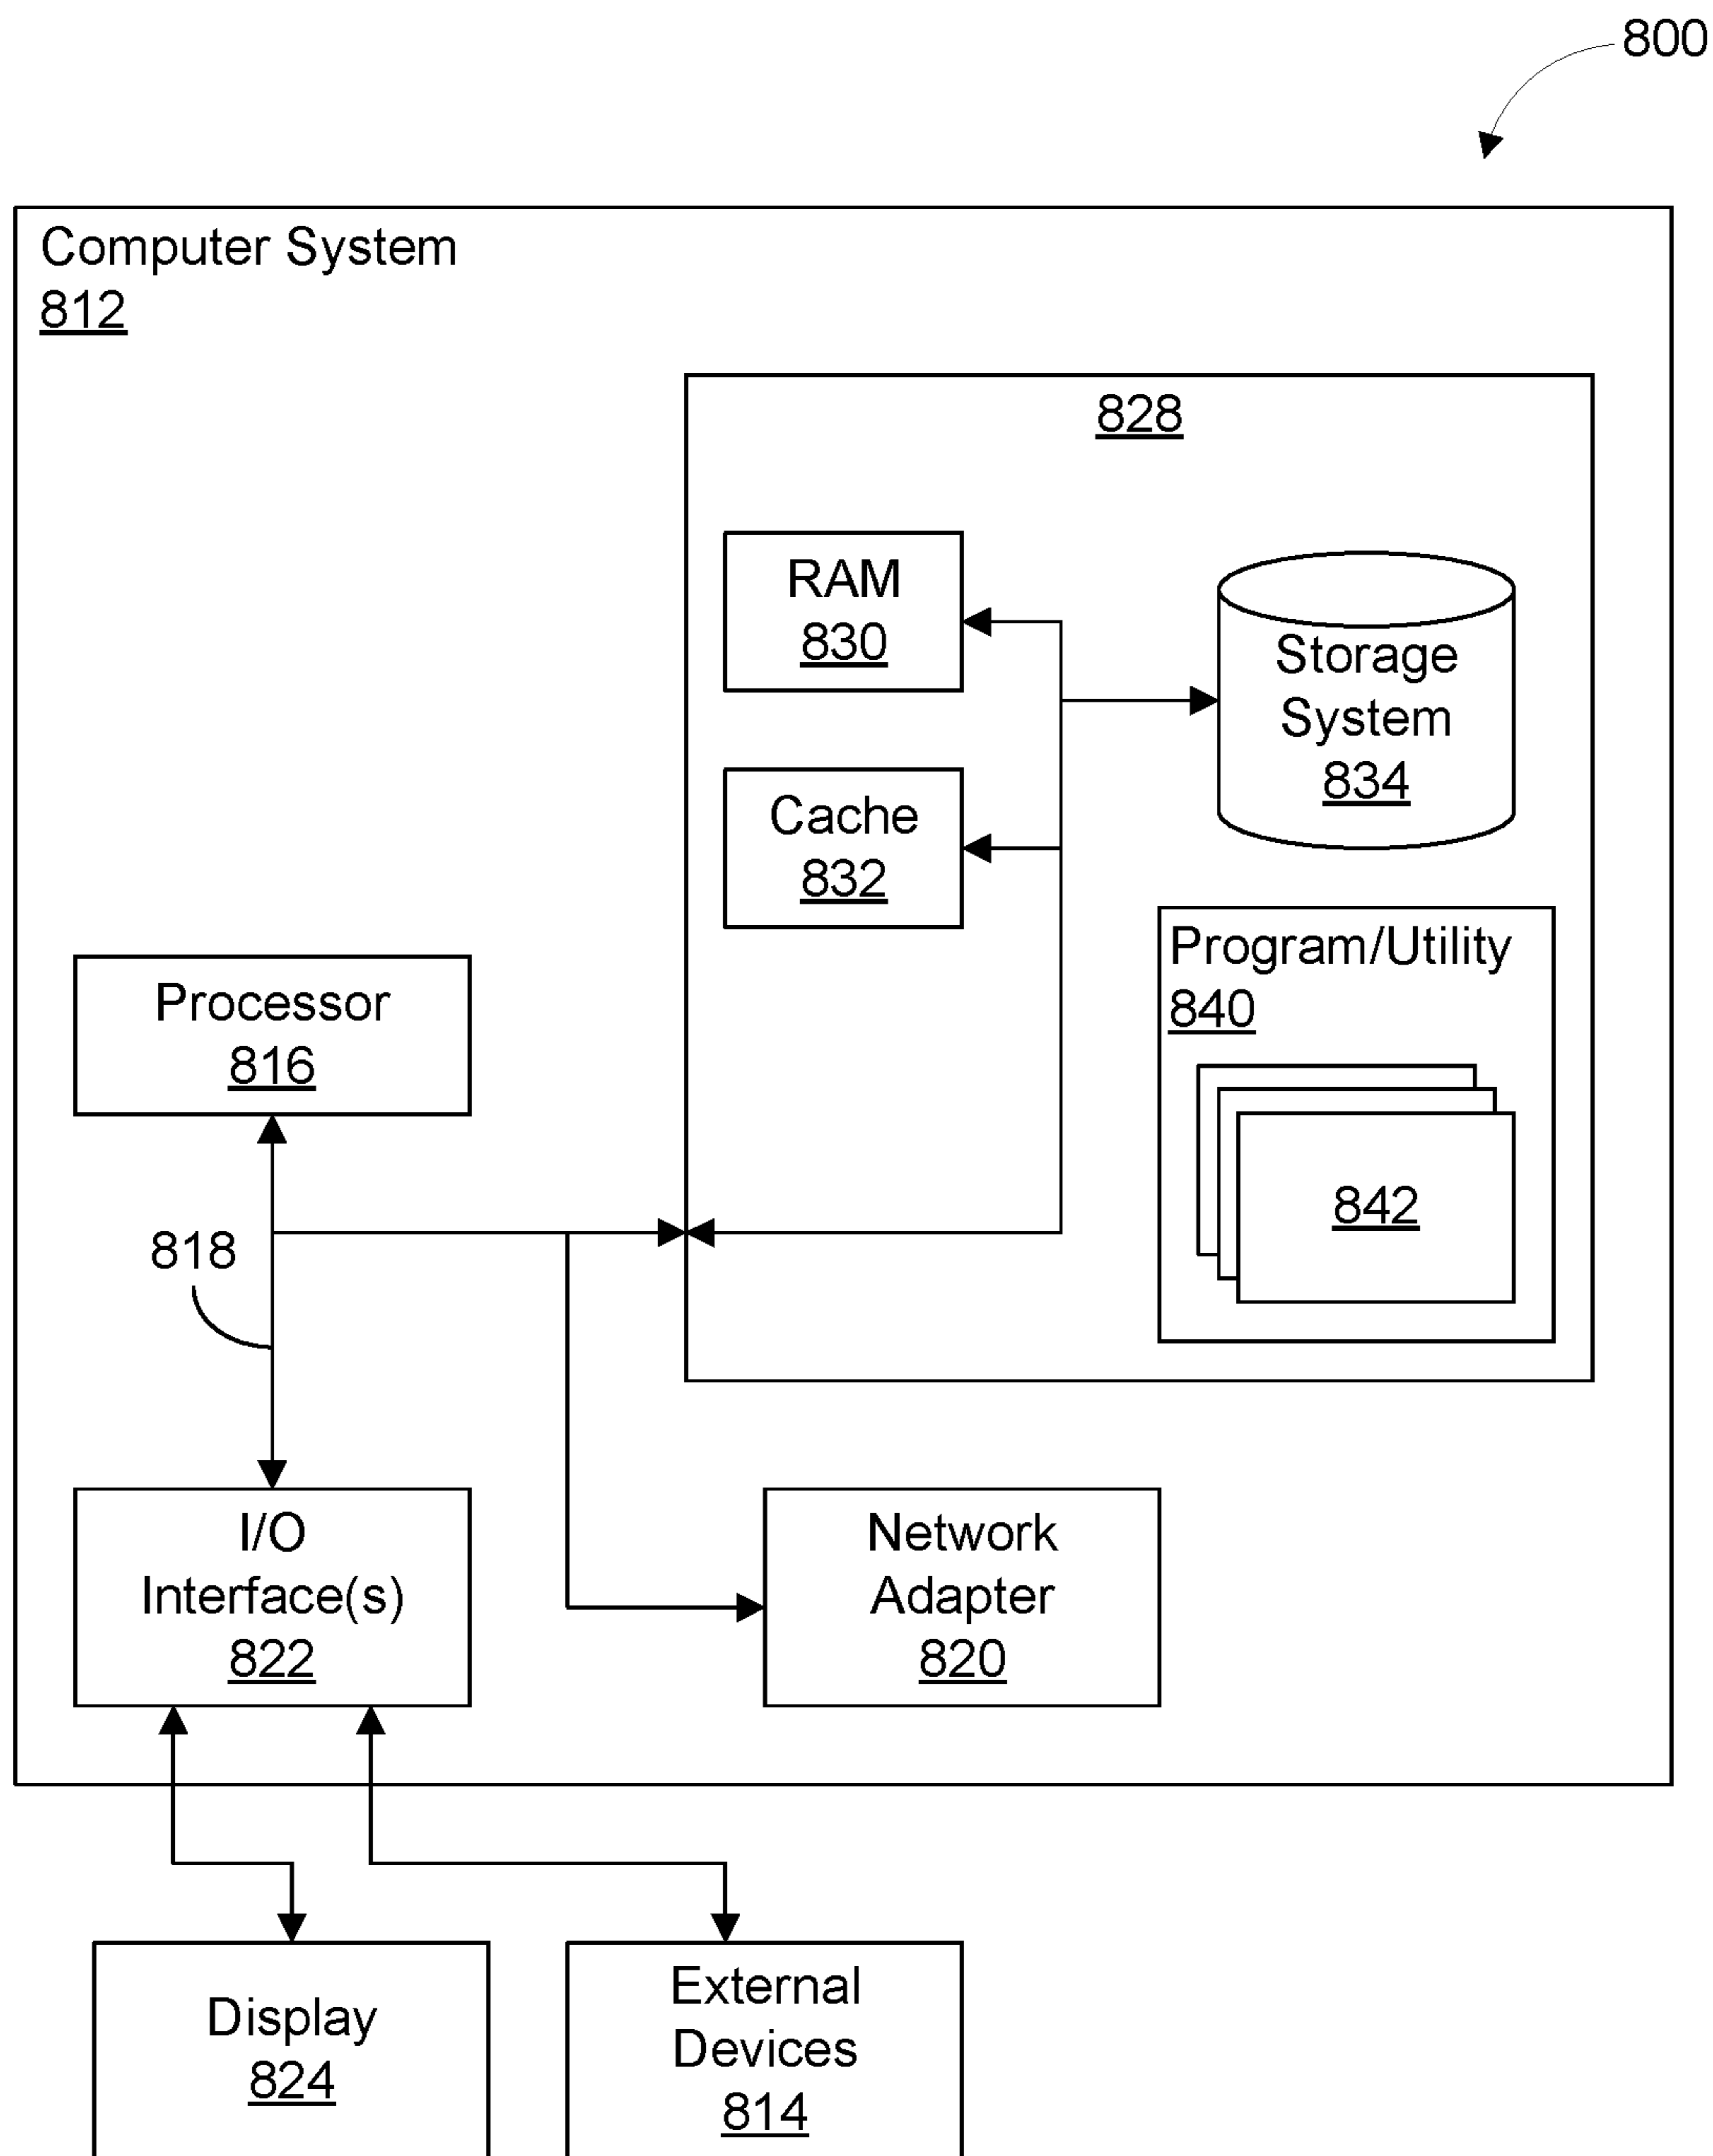 800
Computer System
812
828
RAM
830
Storage
System
834
Cache
832
Program/Utility
840
842
Processor
816
818
I/O
Interface(s)
822
Network
Adapter
820
Display
824
External
Devices
814